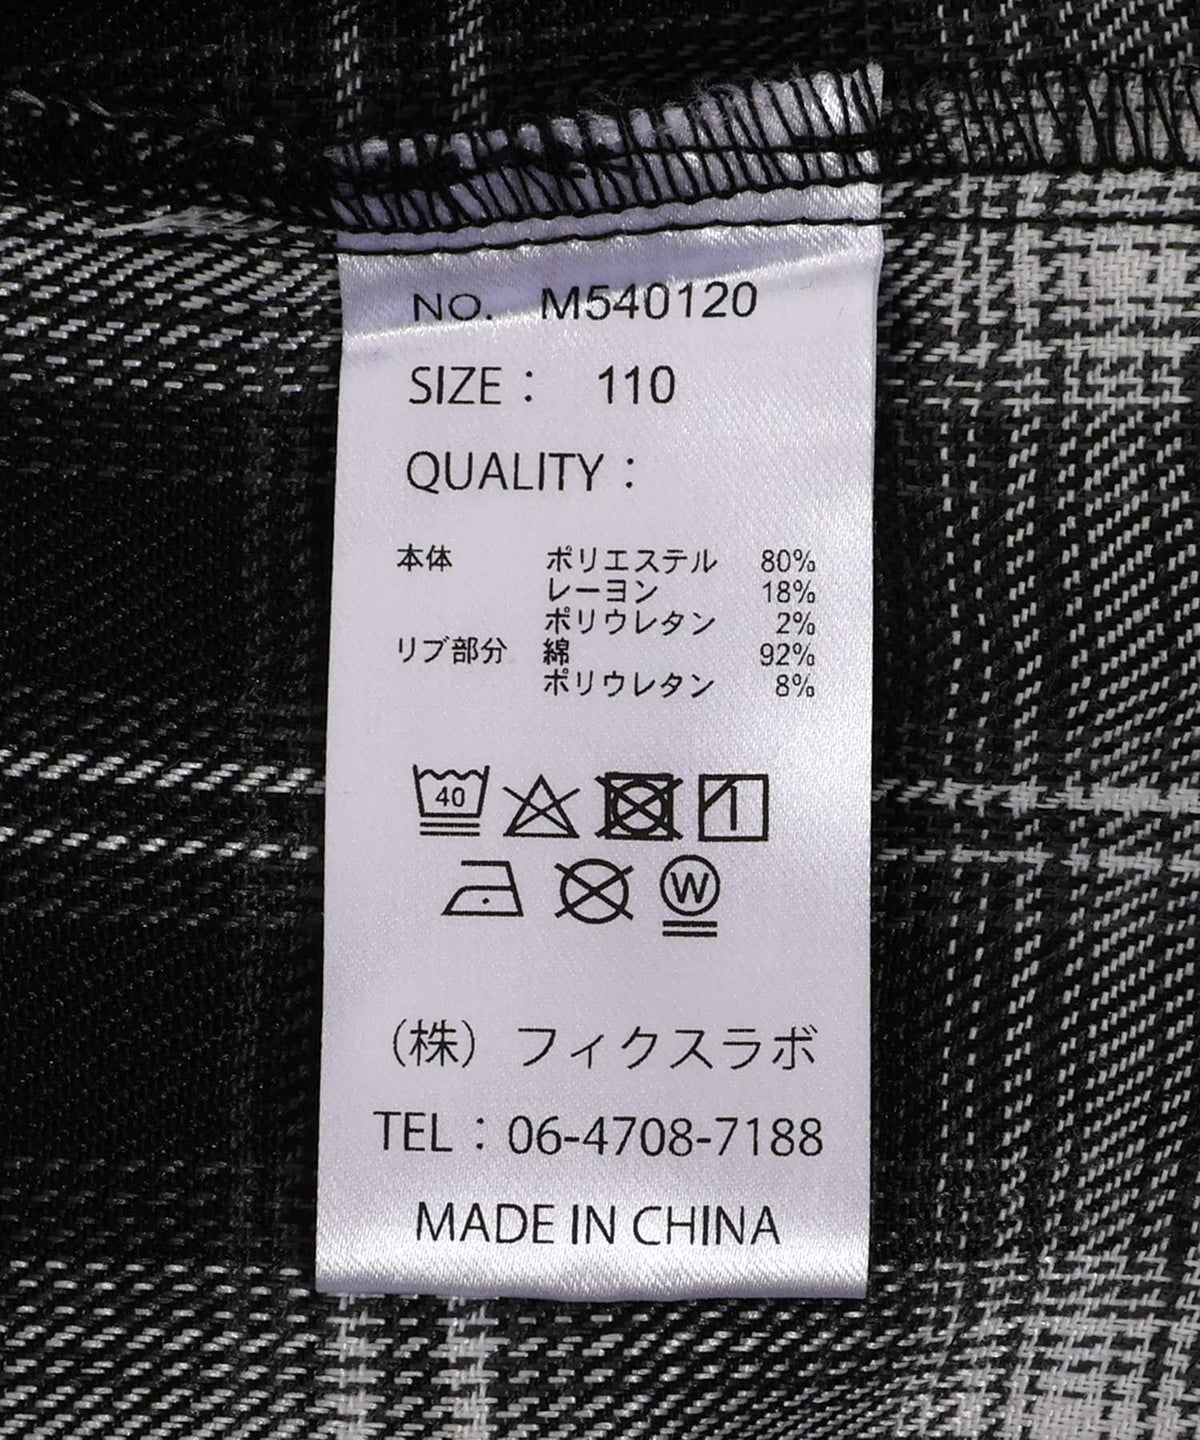 NO. M540120
SIZE： 110
QUALITY：
本体 ポリエステル 80%
レーヨン 18%
ポリウレタン 2%
リブ部分 綿 92%
ポリウレタン 8%
40
W
（株）フィクスラボ
TEL：06-4708-7188
MADE IN CHINA